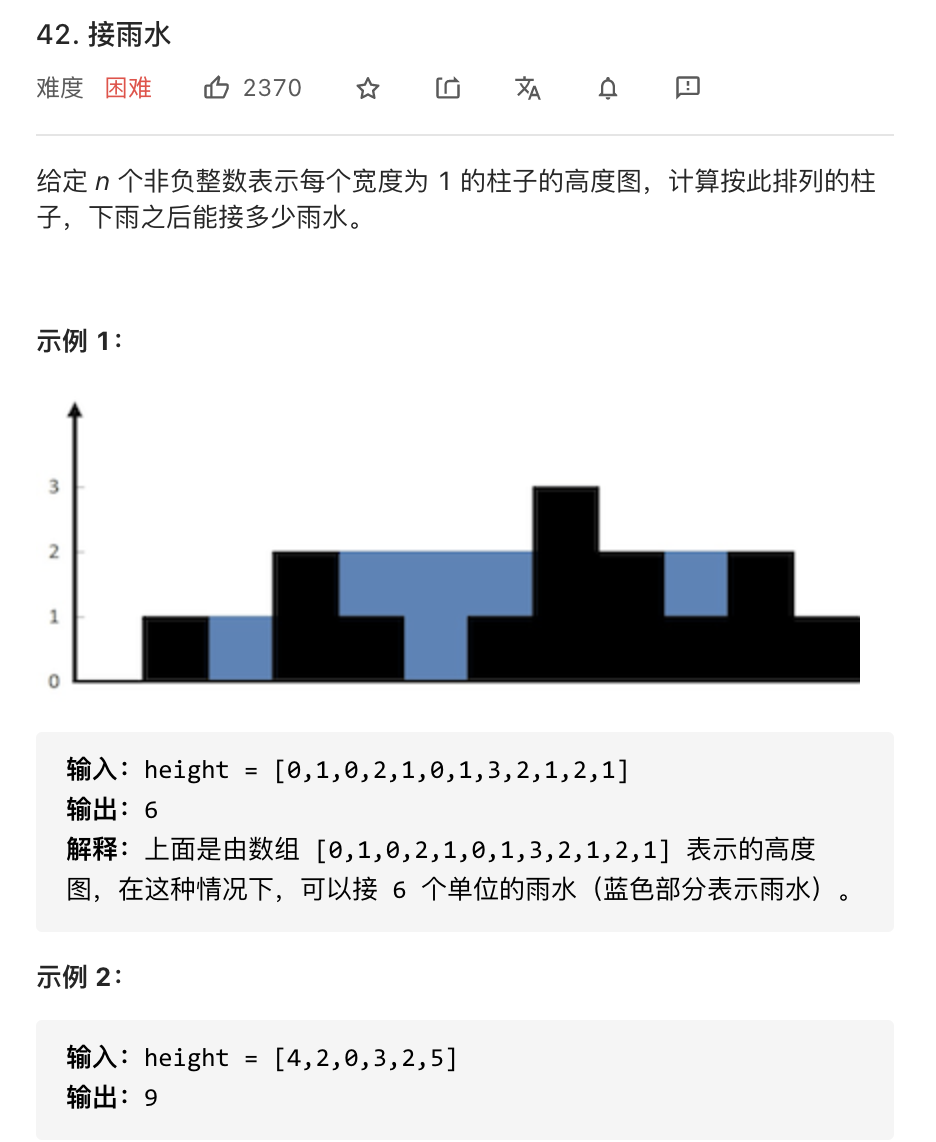 42. 接雨水
难度 困难 2370
给定 n 个非负整数表示每个宽度为 1 的柱子的高度图，计算按此排列的柱
子，下雨之后能接多少雨水。
示例 1：
3
2
1
0
输入：height = [0,1,0,2,1,0,1,3,2,1,2,1]
输出：6
解释：上面是由数组 [0,1,0,2,1,0,1,3,2,1,2,1] 表示的高度
图，在这种情况下，可以接 6 个单位的雨水（蓝色部分表示雨水）。
示例 2：
输入：height = [4,2,0,3,2,5]
输出：9